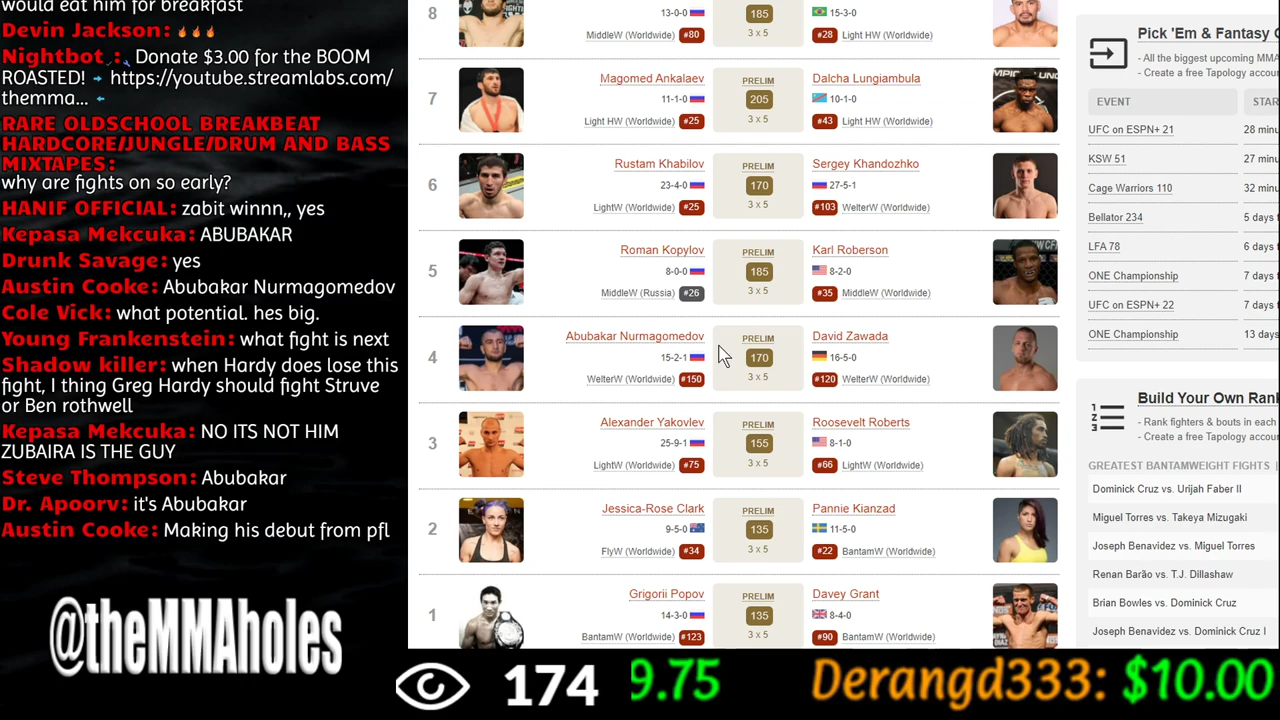 would eat him for breakfast
Devin Jackson: 🔥🔥🔥
Nightbot : Donate $3.00 for the BOOM
ROASTED! → https://youtube.streamlabs.com/
themma... ←
RARE OLDSCHOOL BREAKBEAT
HARDCORE/JUNGLE/DRUM AND BASS
MIXTAPES:
why are fights on so early?
HANIF OFFICIAL: zabit winnn,, yes
Kepasa Mekcuka: ABUBAKAR
Drunk Savage: yes
Austin Cooke: Abubakar Nurmagomedov
Cole Vick: what potential. hes big.
Young Frankenstein: what fight is next
Shadow killer: when Hardy does lose this
fight, I thing Greg Hardy should fight Struve
or Ben rothwell
Kepasa Mekcuka: NO ITS NOT HIM
ZUBAIRA IS THE GUY
Steve Thompson: Abubakar
Dr. Apoorv: it's Abubakar
Austin Cooke: Making his debut from pfl
@theMMAholes
8
13-0-0 185 15-3-0
MiddleW (Worldwide) #80 3 x 5 #28 Light HW (Worldwide)
Magomed Ankalaev PRELIM Dalcha Lungiambula
7 11-1-0 205 10-1-0
Light HW (Worldwide) #25 3 x 5 #43 Light HW (Worldwide)
Rustam Khabilov PRELIM Sergey Khandozhko
6 23-4-0 170 27-5-1
LightW (Worldwide) #25 3 x 5 #103 WelterW (Worldwide)
Roman Kopylov PRELIM Karl Roberson
5 8-0-0 185 8-2-0
MiddleW (Russia) #26 3 x 5 #35 MiddleW (Worldwide)
Abubakar Nurmagomedov PRELIM David Zawada
4 15-2-1 170 16-5-0
WelterW (Worldwide) #150 3 x 5 #120 WelterW (Worldwide)
Alexander Yakovlev PRELIM Roosevelt Roberts
3 25-9-1 155 8-1-0
LightW (Worldwide) #75 3 x 5 #66 LightW (Worldwide)
Jessica-Rose Clark PRELIM Pannie Kianzad
2 9-5-0 135 11-5-0
FlyW (Worldwide) #34 3 x 5 #22 BantamW (Worldwide)
Grigorii Popov PRELIM Davey Grant
1 14-3-0 135 8-4-0
BantamW (Worldwide) #123 3 x 5 #90 BantamW (Worldwide)
Pick 'Em & Fantasy
- All the biggest upcoming MMA
- Create a free Tapology accou
EVENT STAR
UFC on ESPN+ 21 28 minu
KSW 51 27 minu
Cage Warriors 110 32 minu
Bellator 234 5 days
LFA 78 6 days
ONE Championship 7 days
UFC on ESPN+ 22 7 days
ONE Championship 13 days
Build Your Own Rank
- Rank fighters & bouts in each
- Create a free Tapology accou
GREATEST BANTAMWEIGHT FIGHTS
Dominick Cruz vs. Urijah Faber II
Miguel Torres vs. Takeya Mizugaki
Joseph Benavidez vs. Miguel Torres
Renan Barão vs. T.J. Dillashaw
Brian Bowles vs. Dominick Cruz
Joseph Benavidez vs. Dominick Cruz I
174 9.75 Derangd333: $10.00